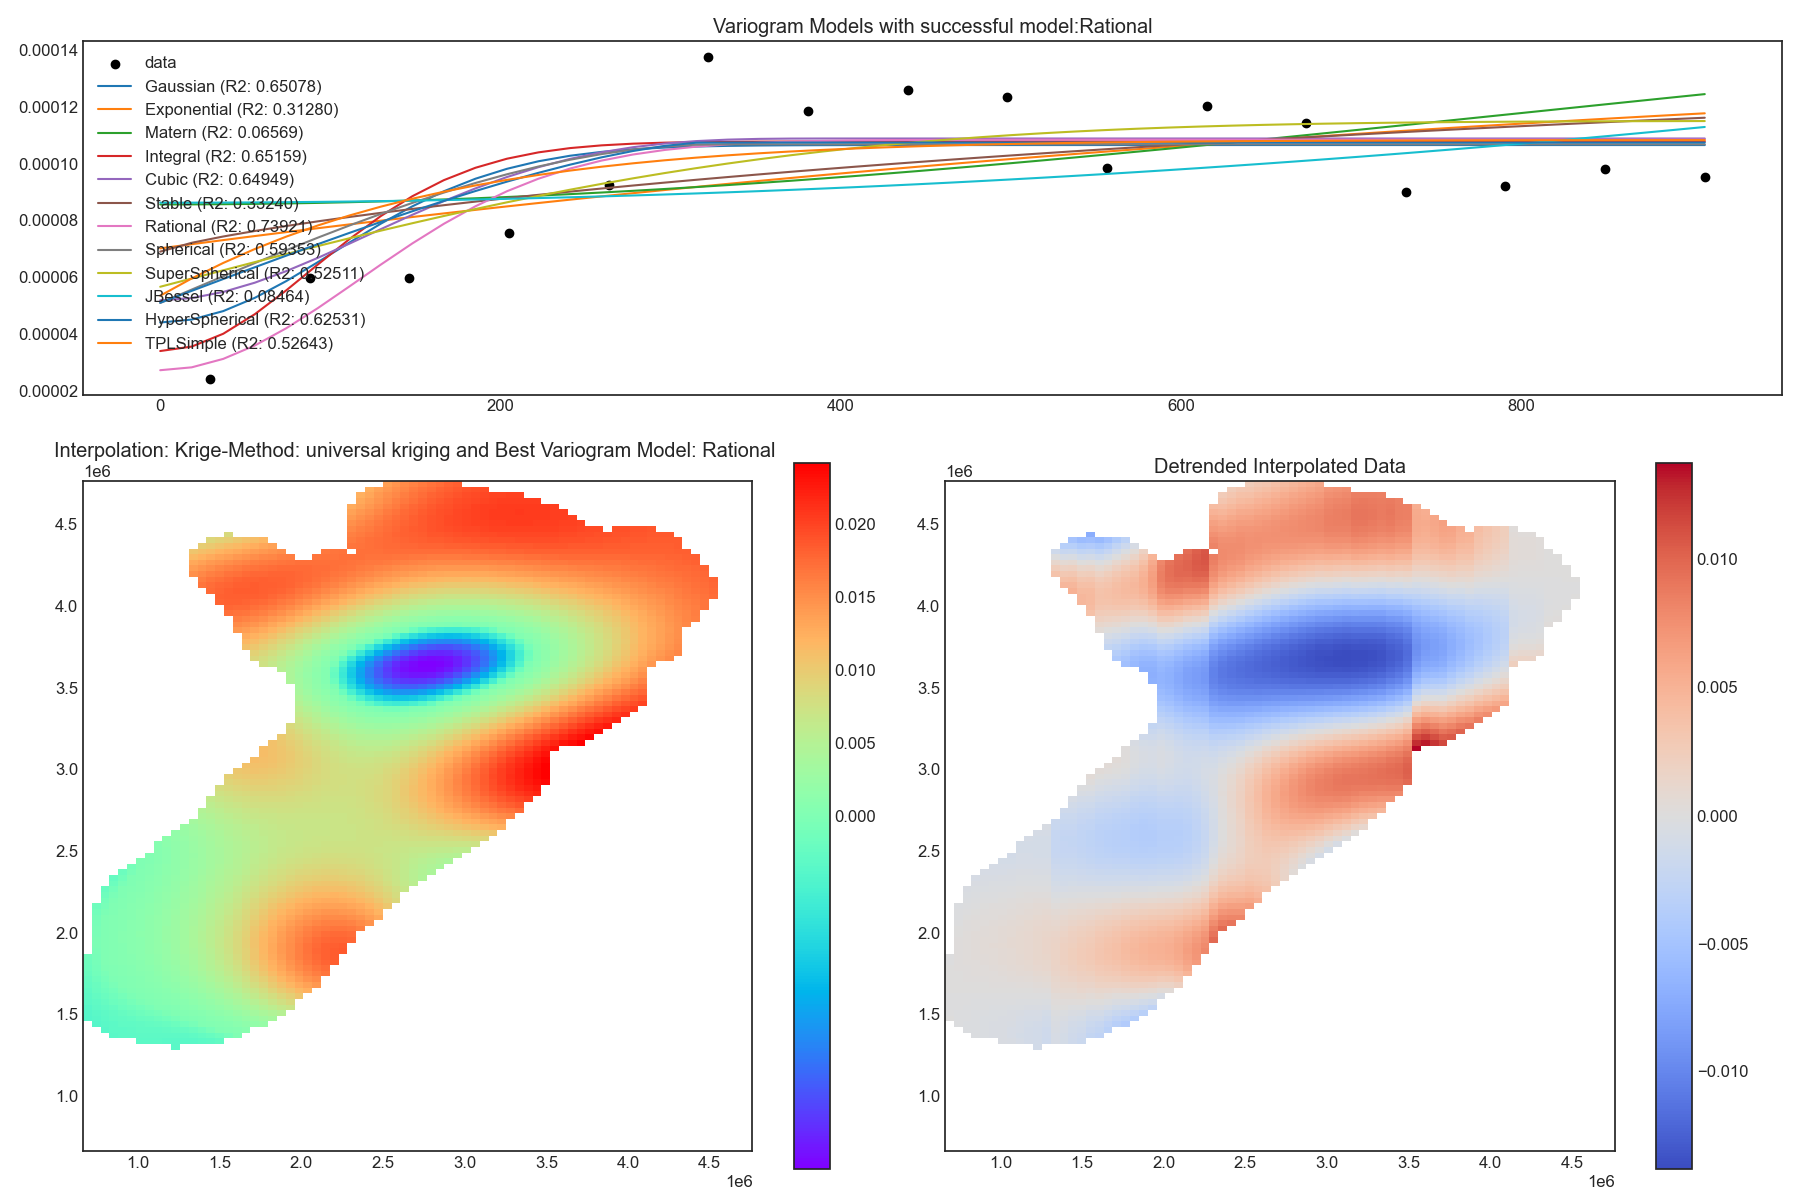 Variogram Models with successful model:Rational
0.00014
0.00012
0.00010
0.00008
0.00006
0.00004
0.00002
data
Gaussian (R2: 0.65078)
Exponential (R2: 0.31280)
Matern (R2: 0.06569)
Integral (R2: 0.65159)
Cubic (R2: 0.64949)
Stable (R2: 0.33240)
Rational (R2: 0.73921)
Spherical (R2: 0.59353)
SuperSpherical (R2: 0.52511)
JBessel (R2: 0.08464)
HyperSpherical (R2: 0.62531)
TPLSimple (R2: 0.52643)
0 200 400 600 800
Interpolation: Krige-Method: universal kriging and Best Variogram Model: Rational
1e6
4.5
4.0
3.5
3.0
2.5
2.0
1.5
1.0
1.0 1.5 2.0 2.5 3.0 3.5 4.0 4.5
1e6
0.020
0.015
0.010
0.005
0.000
Detrended Interpolated Data
1e6
4.5
4.0
3.5
3.0
2.5
2.0
1.5
1.0
1.0 1.5 2.0 2.5 3.0 3.5 4.0 4.5
1e6
0.010
0.005
0.000
−0.005
−0.010